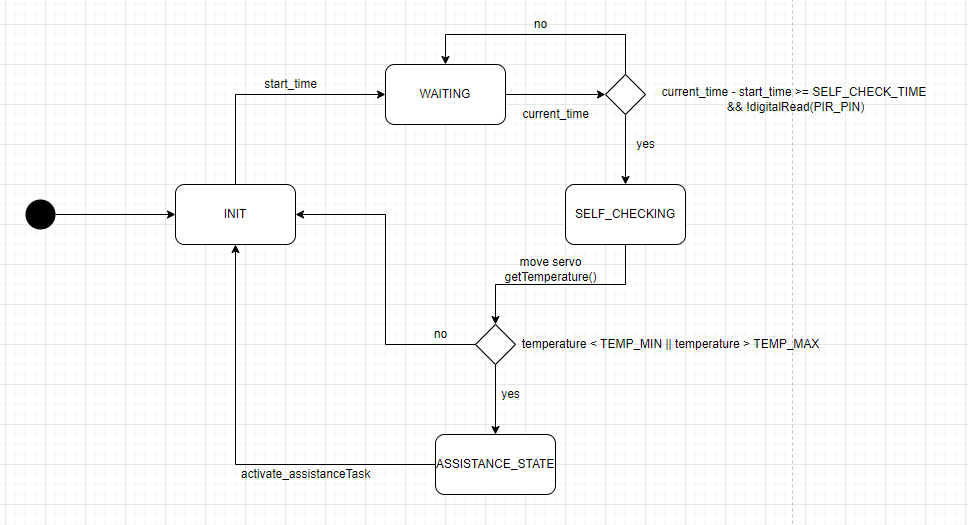 no
start_time
WAITING
current_time - start_time >= SELF_CHECK_TIME
&& !digitalRead(PIR_PIN)
current_time
yes
INIT
SELF_CHECKING
move servo
getTemperature()
no
temperature < TEMP_MIN || temperature > TEMP_MAX
yes
ASSISTANCE_STATE
activate_assistanceTask